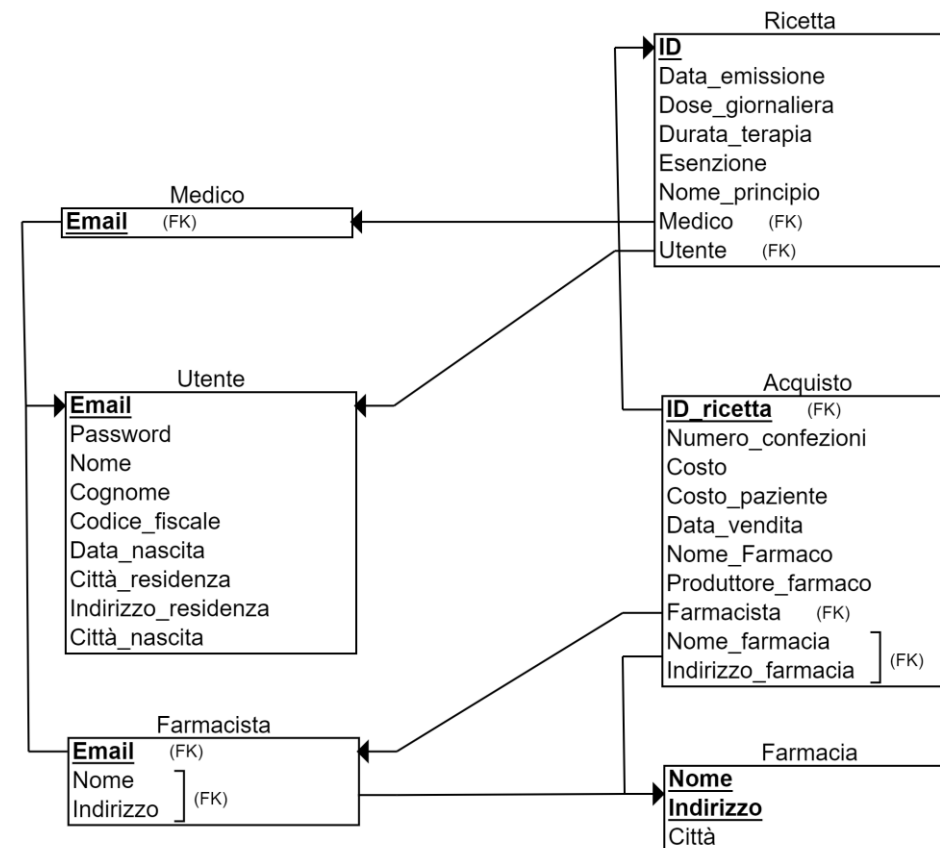 Ricetta
ID
Data_emissione
Dose_giornaliera
Durata_terapia
Esenzione
Nome_principio
Medico (FK)
Utente (FK)
Medico
Email (FK)
Utente
Email
Password
Nome
Cognome
Codice_fiscale
Data_nascita
Città_residenza
Indirizzo_residenza
Città_nascita
Acquisto
ID_ricetta (FK)
Numero_confezioni
Costo
Costo_paziente
Data_vendita
Nome_Farmaco
Produttore_farmaco
Farmacista (FK)
Nome_farmacia
Indirizzo_farmacia
(FK)
Farmacista
Email (FK)
Nome
Indirizzo
(FK)
Farmacia
Nome
Indirizzo
Città